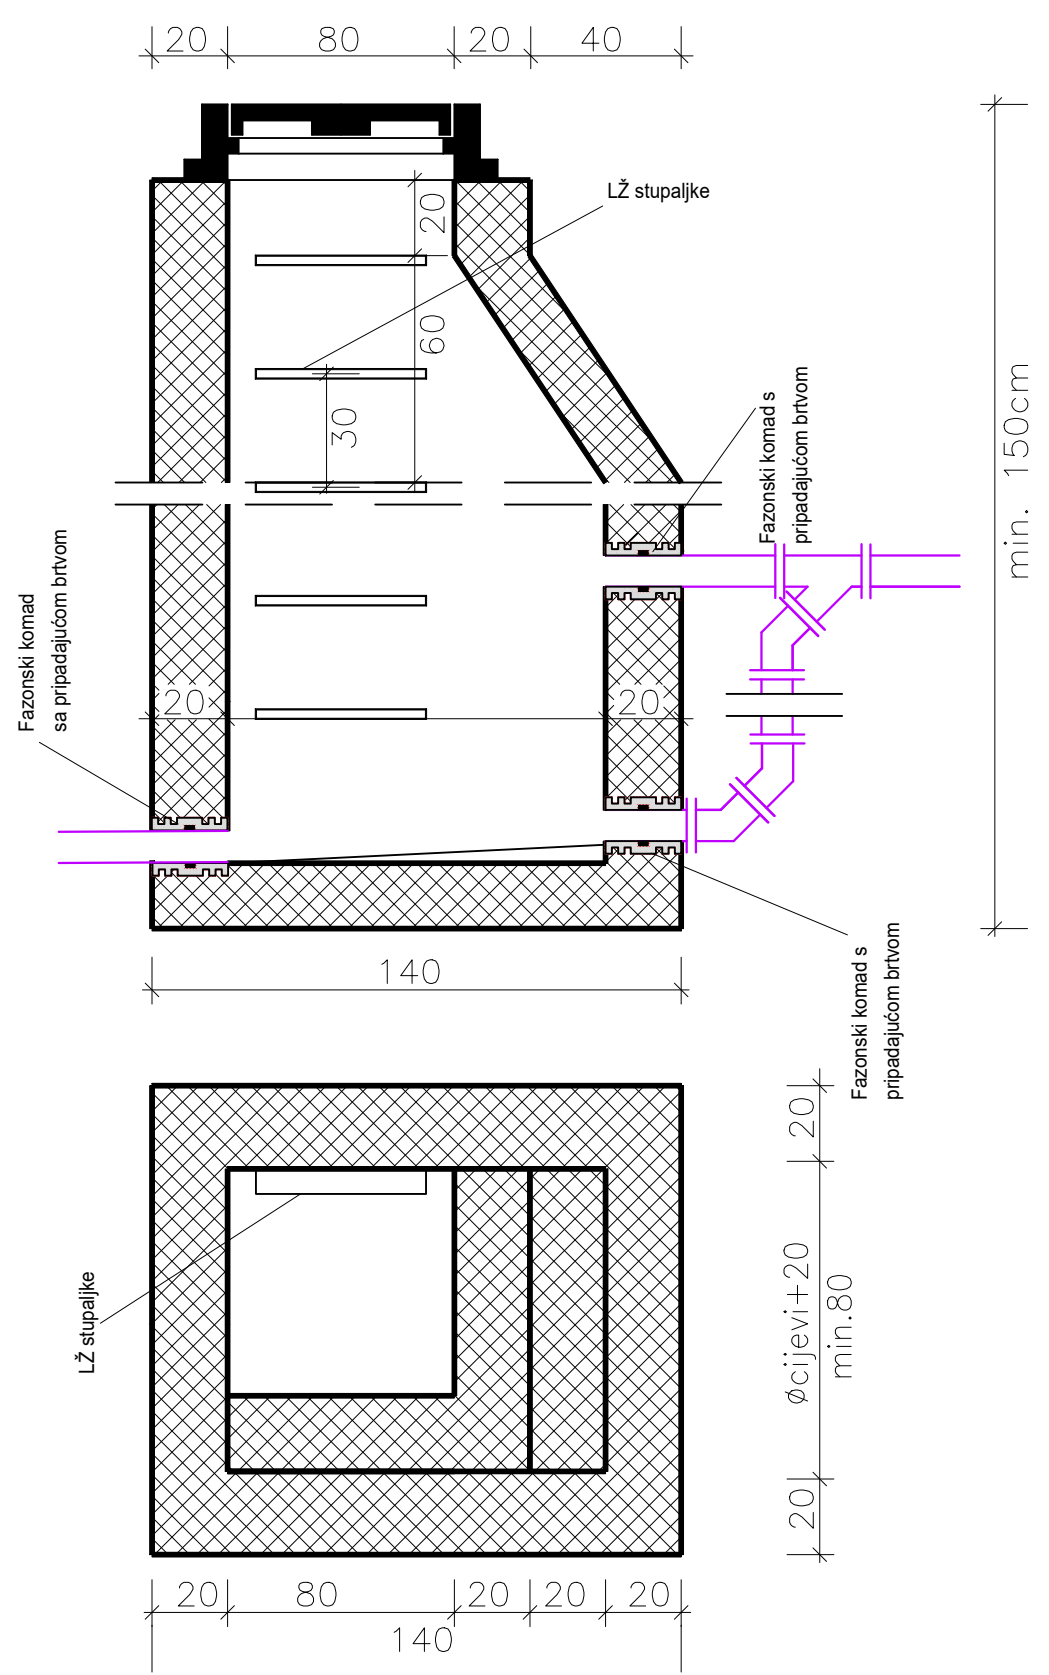 20
80
20
40
LŽ stupaljke
20
60
30
min. 150cm
Fazonski komad s
pripadajućom brtvom
Fazonski komad
sa pripadajućom brtvom
20
20
140
Fazonski komad s
pripadajućom brtvom
20
øcijevi+20
min.80
20
LŽ stupaljke
20
80
20
20
20
140